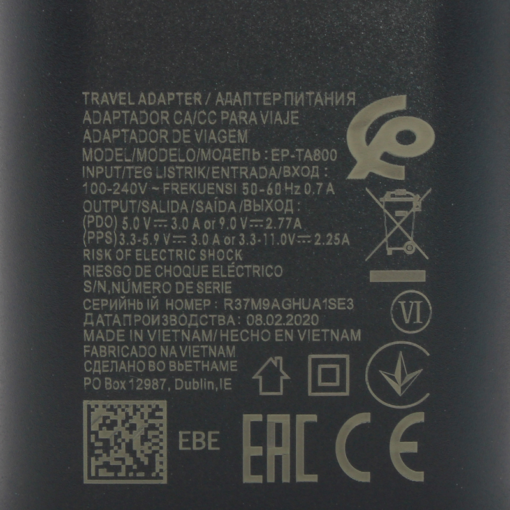 TRAVEL ADAPTER / АДАПТЕР ПИТАНИЯ
ADAPTADOR CA/CC PARA VIAJE
ADAPTADOR DE VIAGEM
MODEL/MODELO/МОДЕЛЬ : EP-TA800
INPUT/TEG LISTRIK/ENTRADA/ВХОД :
100-240V ~ FREKUENSI 50-60 Hz 0.7 A
OUTPUT/SALIDA/SAÍDA/ВЫХОД :
(PDO) 5.0 V ⎓ 3.0 A or 9.0 V ⎓ 2.77A
(PPS) 3.3-5.9V ⎓ 3.0 A or 3.3-11.0V ⎓ 2.25A
RISK OF ELECTRIC SHOCK
RIESGO DE CHOQUE ELÉCTRICO
S/N, NÚMERO DE SERIE
СЕРИЙНЫЙ НОМЕР : R37M9AGHUA1SE3
ДАТА ПРОИЗВОДСТВА : 08.02.2020
MADE IN VIETNAM/HECHO EN VIETNAM
FABRICADO NA VIETNAM
СДЕЛАНО ВО ВЬЕТНАМЕ
PO Box 12987, Dublin, IE
VI
EBE
EAC CE